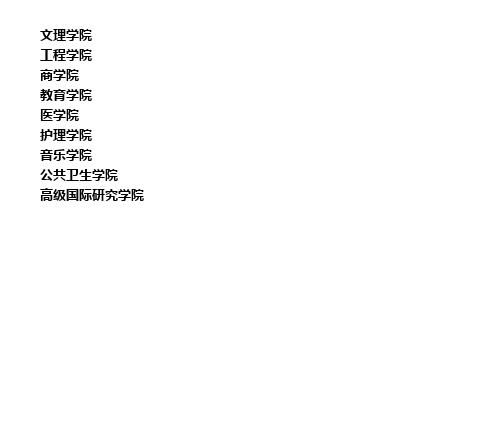 文理学院
工程学院
商学院
教育学院
医学院
护理学院
音乐学院
公共卫生学院
高级国际研究学院